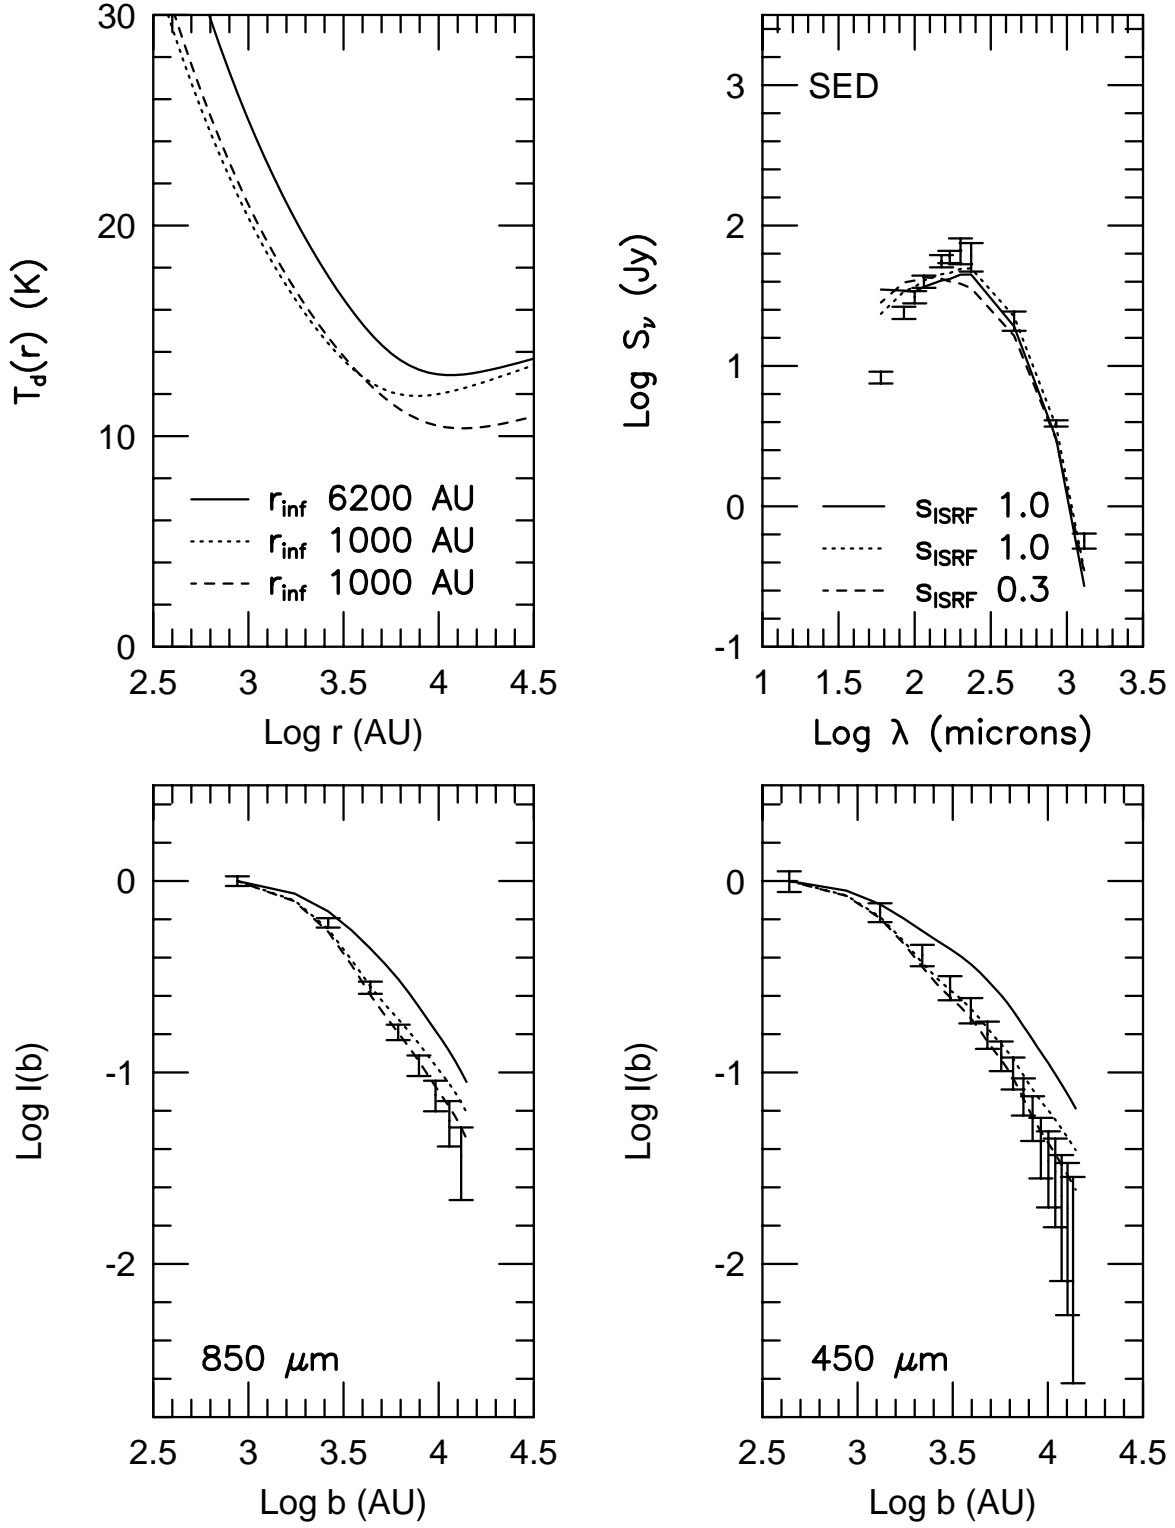 30
20
10
0
T_d(r) (K)
r_inf 6200 AU
r_inf 1000 AU
r_inf 1000 AU
2.5 3 3.5 4 4.5
Log r (AU)
SED
3
2
1
0
-1
Log S_ν (Jy)
s_ISRF 1.0
s_ISRF 1.0
s_ISRF 0.3
1 1.5 2 2.5 3 3.5
Log λ (microns)
0
-1
-2
Log I(b)
850 μm
2.5 3 3.5 4 4.5
Log b (AU)
0
-1
-2
Log I(b)
450 μm
2.5 3 3.5 4 4.5
Log b (AU)